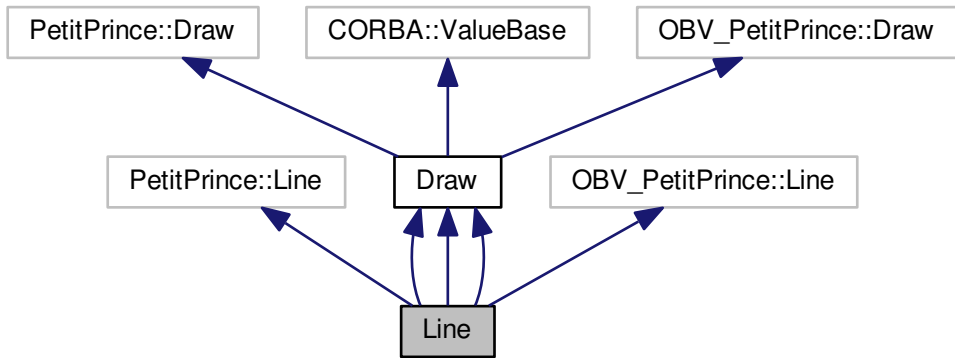 PetitPrince::Draw
CORBA::ValueBase
OBV_PetitPrince::Draw
PetitPrince::Line
Draw
OBV_PetitPrince::Line
Line